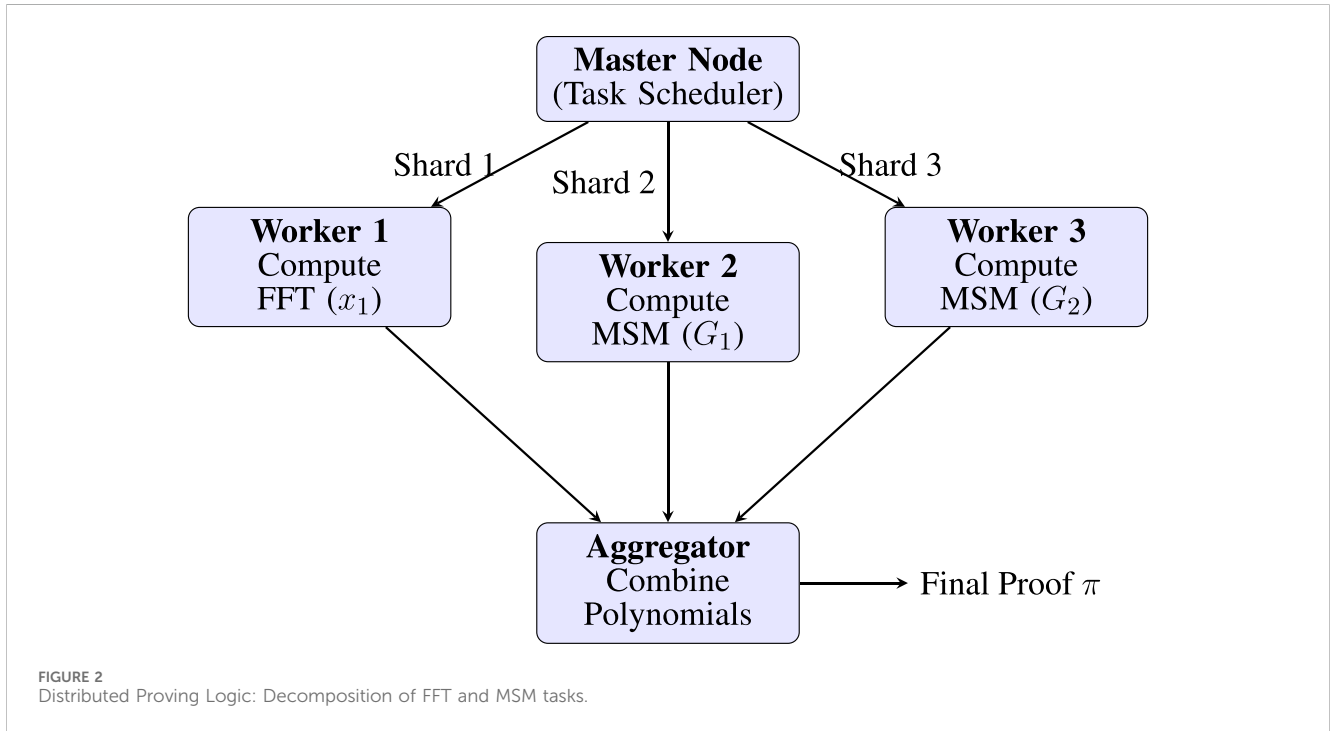 Master Node
(Task Scheduler)
Shard 1
Shard 2
Shard 3
Worker 1
Compute
FFT (x₁)
Worker 2
Compute
MSM (G₁)
Worker 3
Compute
MSM (G₂)
Aggregator
Combine
Polynomials
Final Proof π
FIGURE 2
Distributed Proving Logic: Decomposition of FFT and MSM tasks.